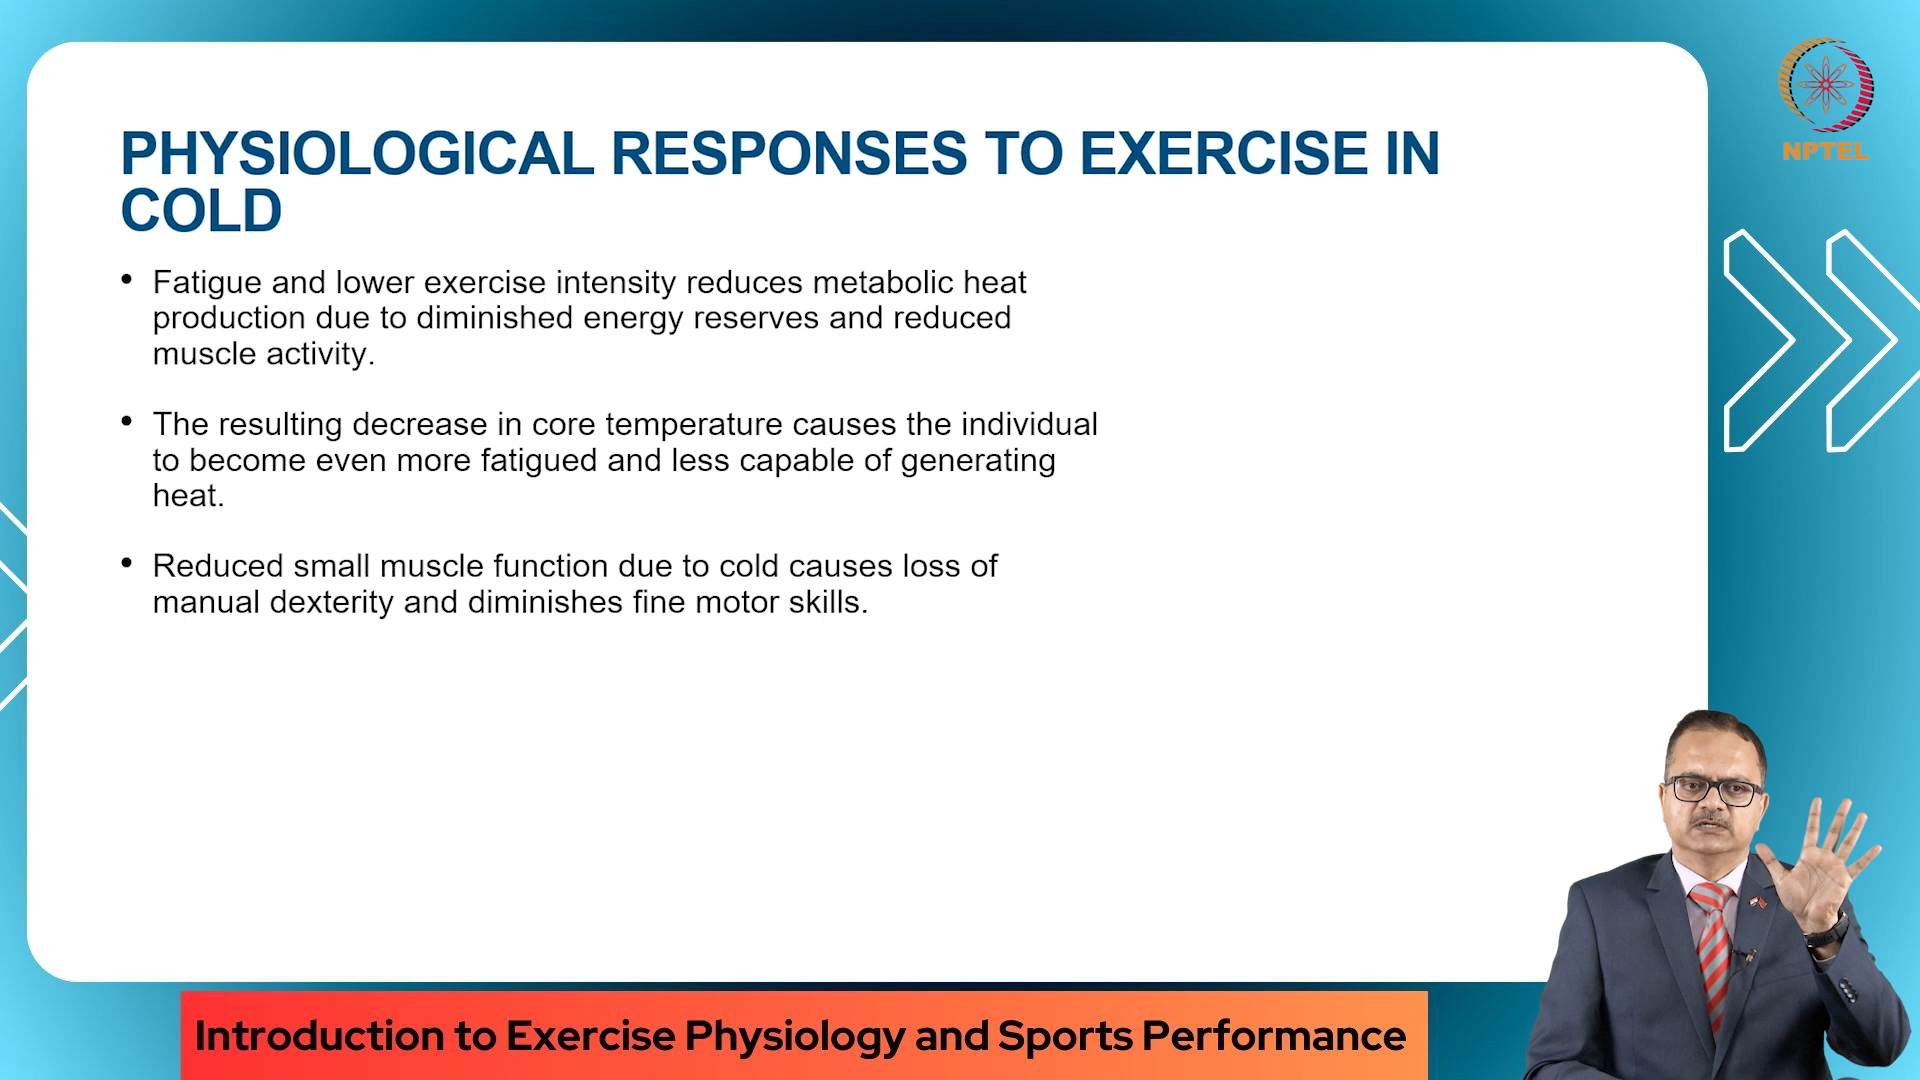 NPTEL
PHYSIOLOGICAL RESPONSES TO EXERCISE IN
COLD
• Fatigue and lower exercise intensity reduces metabolic heat
production due to diminished energy reserves and reduced
muscle activity.
• The resulting decrease in core temperature causes the individual
to become even more fatigued and less capable of generating
heat.
• Reduced small muscle function due to cold causes loss of
manual dexterity and diminishes fine motor skills.
Introduction to Exercise Physiology and Sports Performance